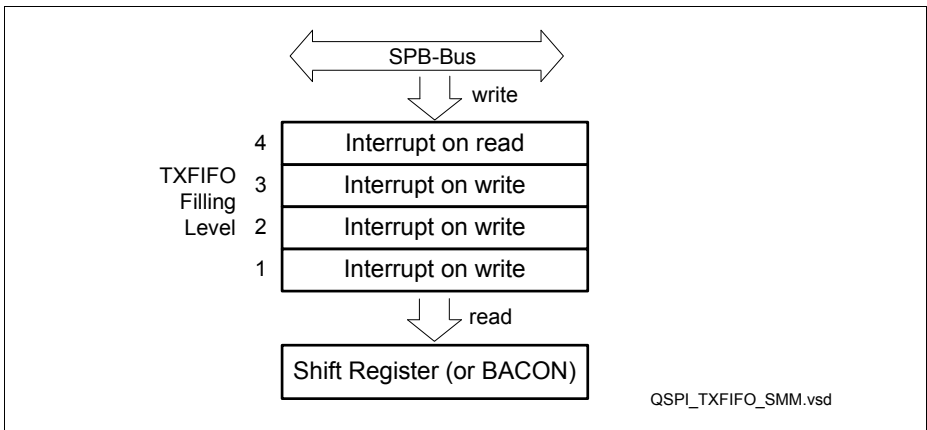 SPB-Bus
write
4 Interrupt on read
TXFIFO
3 Interrupt on write
Filling
Level 2 Interrupt on write
1 Interrupt on write
read
Shift Register (or BACON)
QSPI_TXFIFO_SMM.vsd